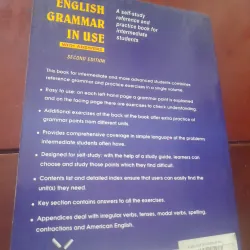 ENGLISH
GRAMMAR
IN USE
WITH ANSWERS
SECOND EDITION
A self-study
reference and
practice book for
intermediate
students
This book for intermediate and more advanced students combines
reference grammar and practice exercises in a single volume.
• Easy to use: on each left-hand page a grammar point is explained
and on the facing page there are exercises to check understanding.
• Additional exercises at the back of the book offer extra practice of
grammar points from different units.
• Provides comprehensive coverage in simple language of the problems
intermediate students often have.
• Designed for self-study: with the help of a study guide, learners can
choose and study those points which they find difficult.
• Contents list and detailed index ensure that users can easily find the
unit(s) they need.
• Key section contains answers to all the exercises.
• Appendices deal with irregular verbs, tenses, modal verbs, spelling,
contractions and American English.